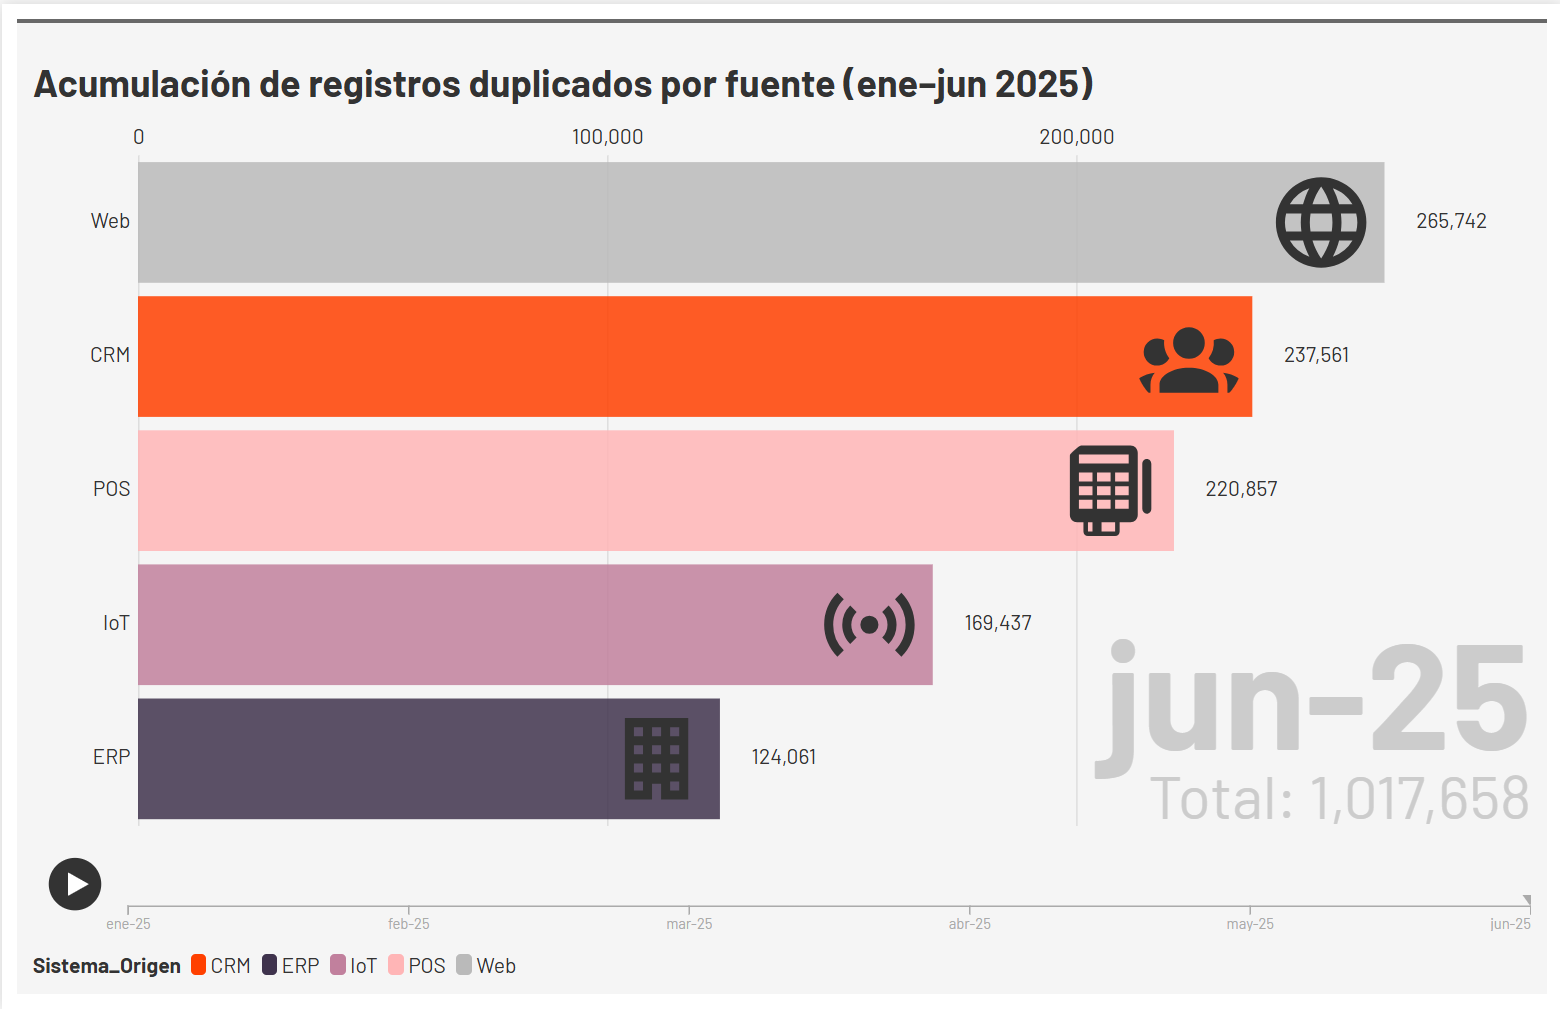 Acumulación de registros duplicados por fuente (ene–jun 2025)
0 100,000 200,000
Web 265,742
CRM 237,561
POS 220,857
IoT 169,437
ERP 124,061
jun-25
Total: 1,017,658
ene-25 feb-25 mar-25 abr-25 may-25 jun-25
Sistema_Origen CRM ERP IoT POS Web